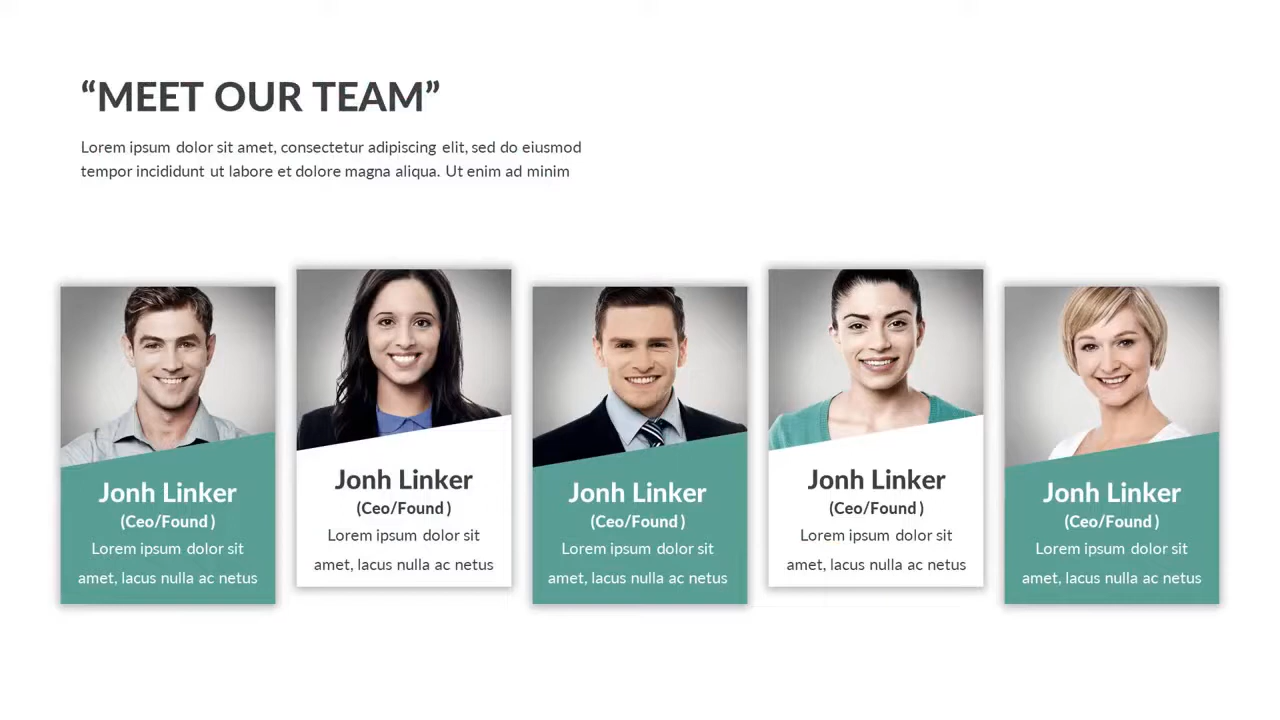 “MEET OUR TEAM”
Lorem ipsum dolor sit amet, consectetur adipiscing elit, sed do eiusmod
tempor incididunt ut labore et dolore magna aliqua. Ut enim ad minim
Jonh Linker
(Ceo/Found )
Lorem ipsum dolor sit
amet, lacus nulla ac netus
Jonh Linker
(Ceo/Found )
Lorem ipsum dolor sit
amet, lacus nulla ac netus
Jonh Linker
(Ceo/Found )
Lorem ipsum dolor sit
amet, lacus nulla ac netus
Jonh Linker
(Ceo/Found )
Lorem ipsum dolor sit
amet, lacus nulla ac netus
Jonh Linker
(Ceo/Found )
Lorem ipsum dolor sit
amet, lacus nulla ac netus